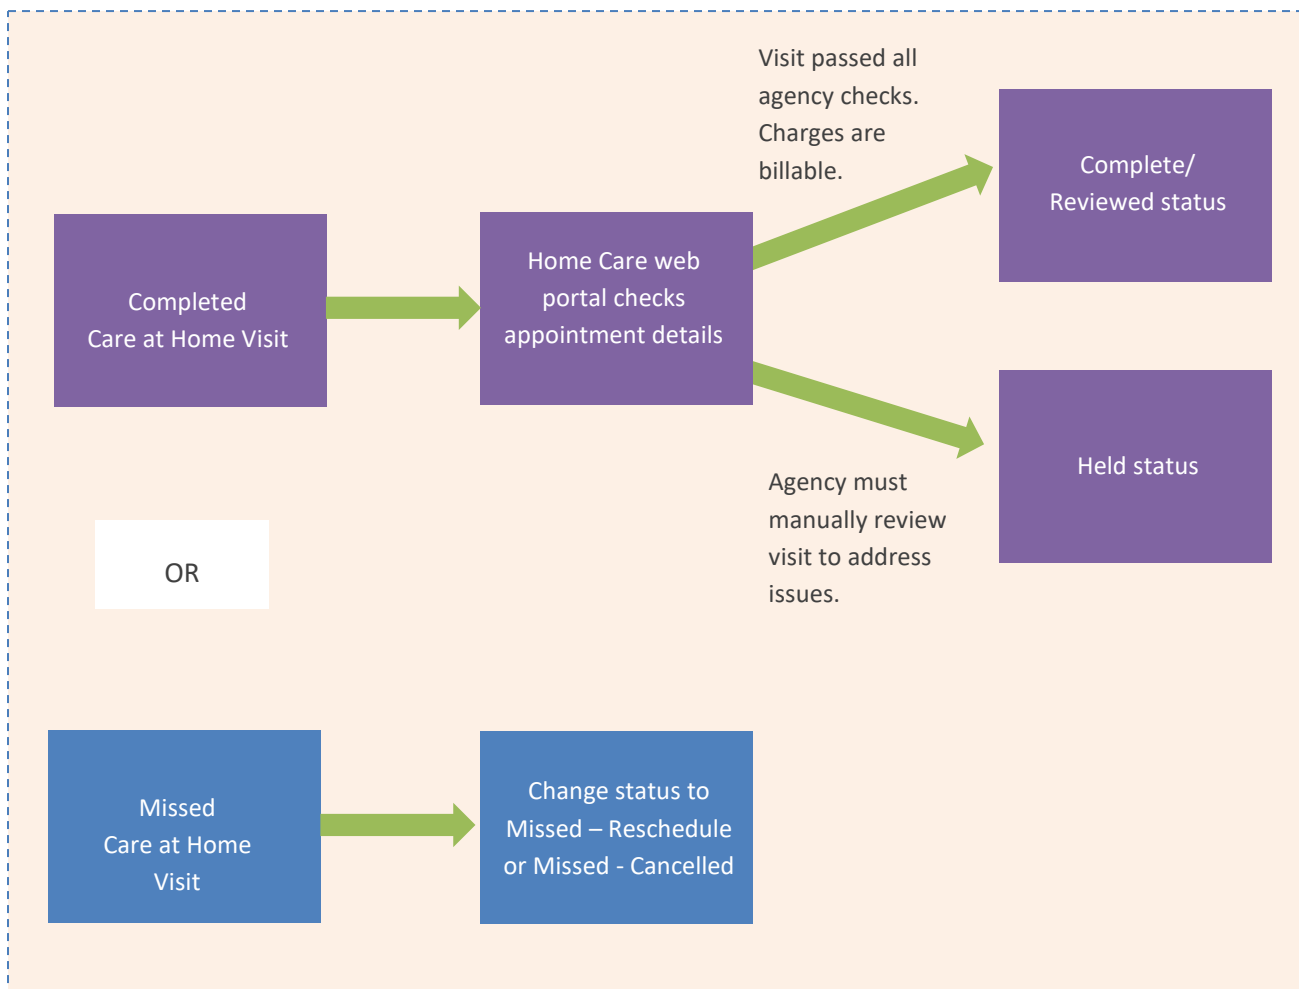 Visit passed all
agency checks.
Charges are
billable.
Complete/
Reviewed status
Completed
Care at Home Visit
Home Care web
portal checks
appointment details
Held status
Agency must
manually review
visit to address
issues.
OR
Missed
Care at Home
Visit
Change status to
Missed – Reschedule
or Missed - Cancelled